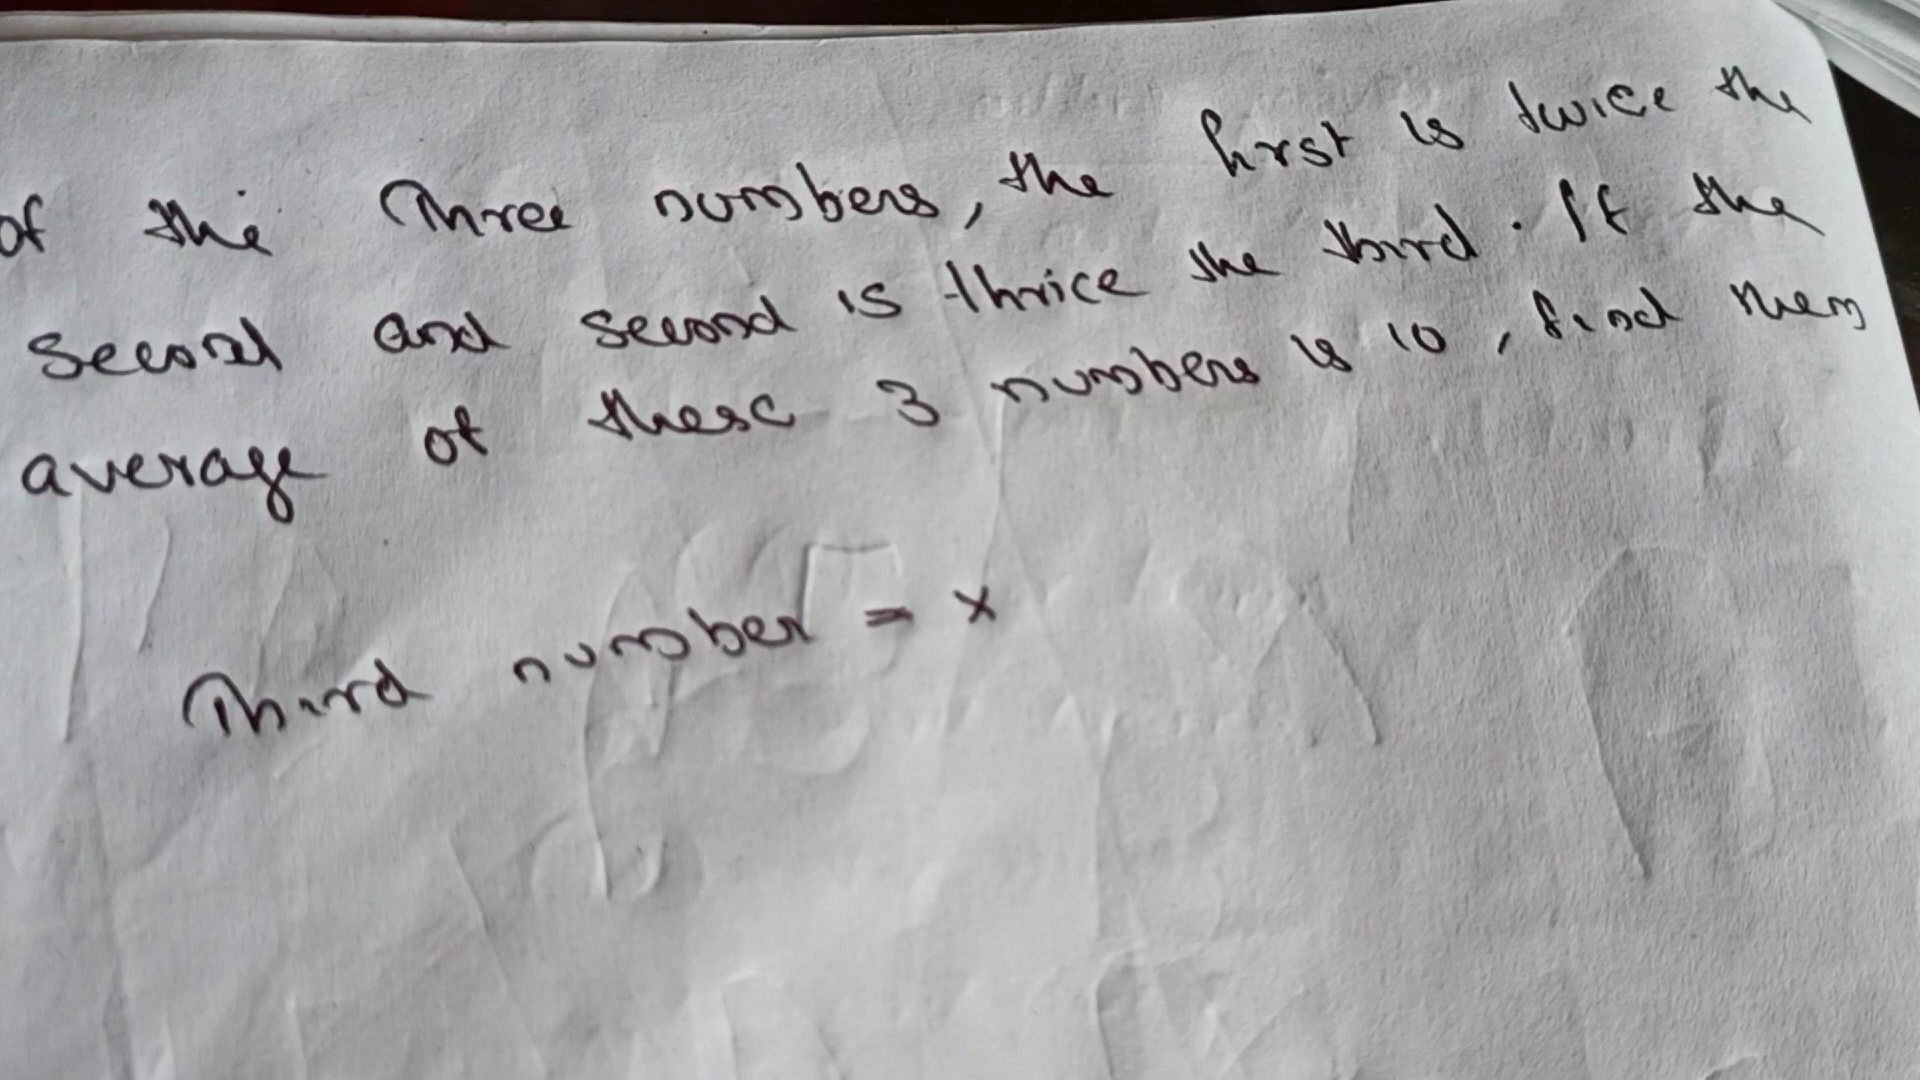 of the Three numbers, the first is twice the
second and second is thrice the third. If the
average of these 3 numbers is 10, find them
Third number = x